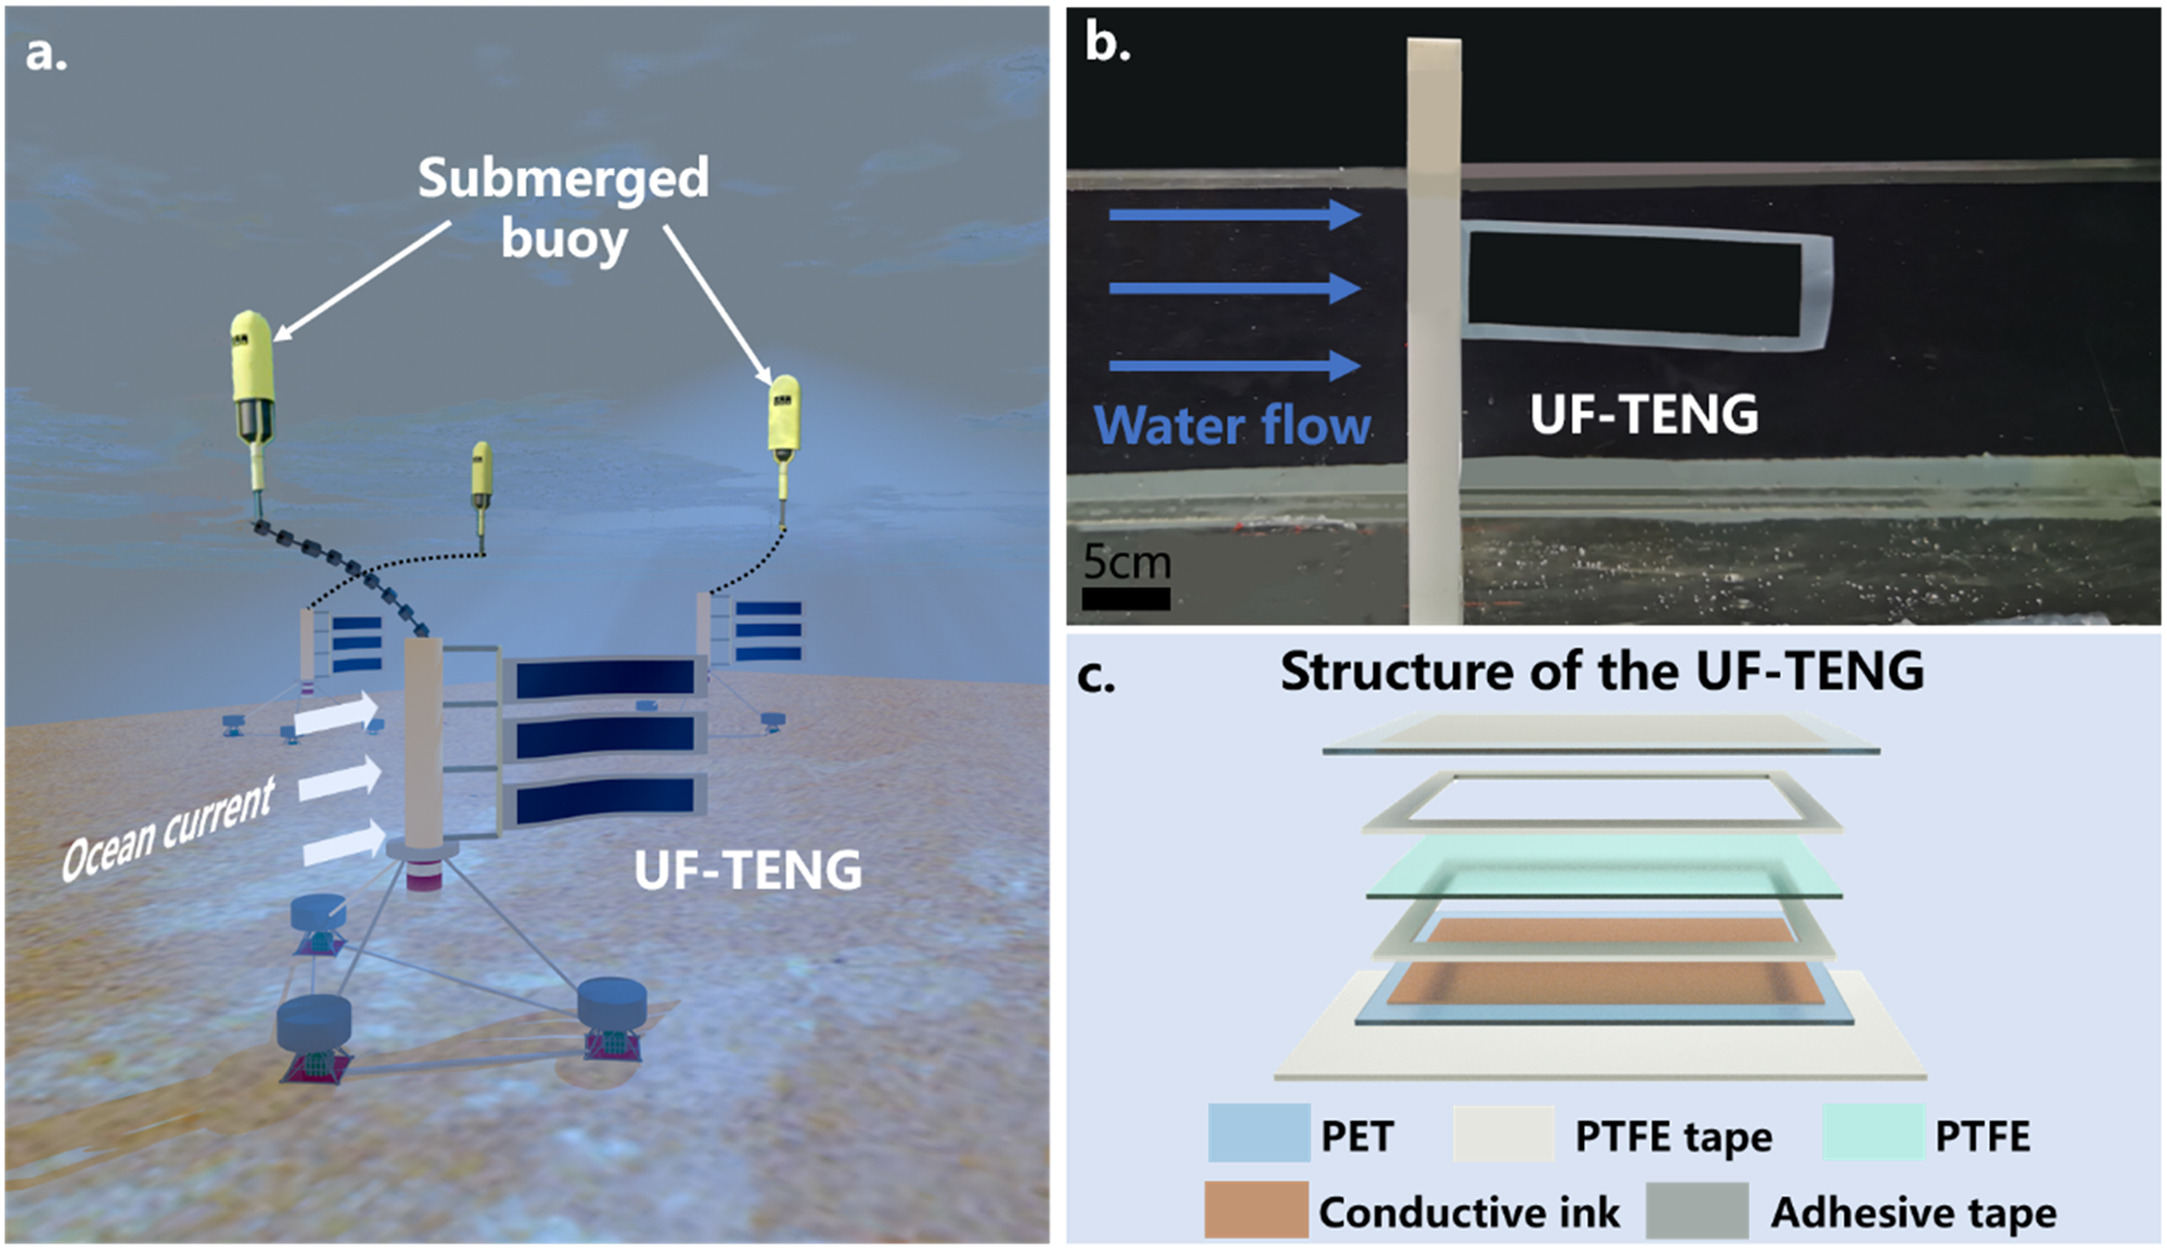 a.
Submerged
buoy
Ocean current
UF-TENG
b.
Water flow
UF-TENG
5cm
c.
Structure of the UF-TENG
PET
PTFE tape
PTFE
Conductive ink
Adhesive tape